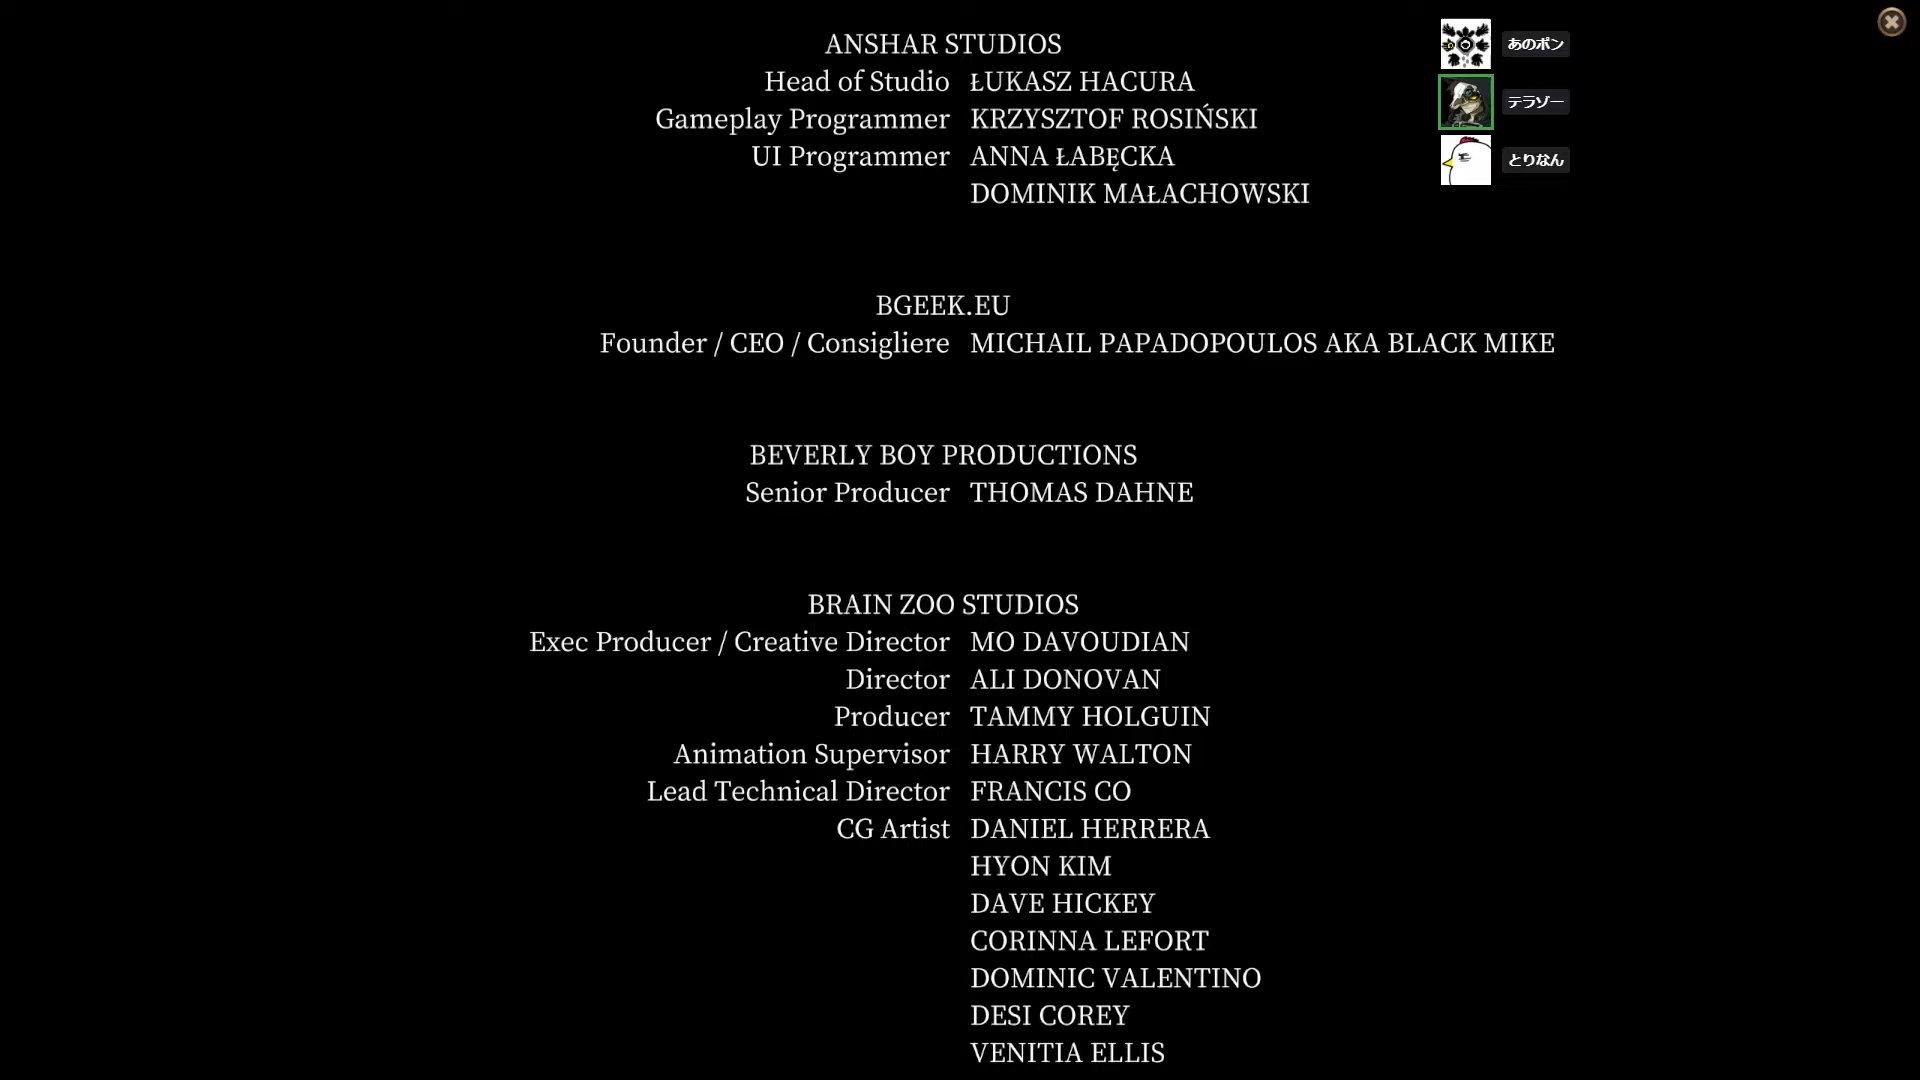 ANSHAR STUDIOS
Head of Studio ŁUKASZ HACURA
Gameplay Programmer KRZYSZTOF ROSIŃSKI
UI Programmer ANNA ŁABĘCKA
DOMINIK MAŁACHOWSKI
あのポン
テラゾー
とりなん
BGEEK.EU
Founder / CEO / Consigliere MICHAIL PAPADOPOULOS AKA BLACK MIKE
BEVERLY BOY PRODUCTIONS
Senior Producer THOMAS DAHNE
BRAIN ZOO STUDIOS
Exec Producer / Creative Director MO DAVOUDIAN
Director ALI DONOVAN
Producer TAMMY HOLGUIN
Animation Supervisor HARRY WALTON
Lead Technical Director FRANCIS CO
CG Artist DANIEL HERRERA
HYON KIM
DAVE HICKEY
CORINNA LEFORT
DOMINIC VALENTINO
DESI COREY
VENITIA ELLIS